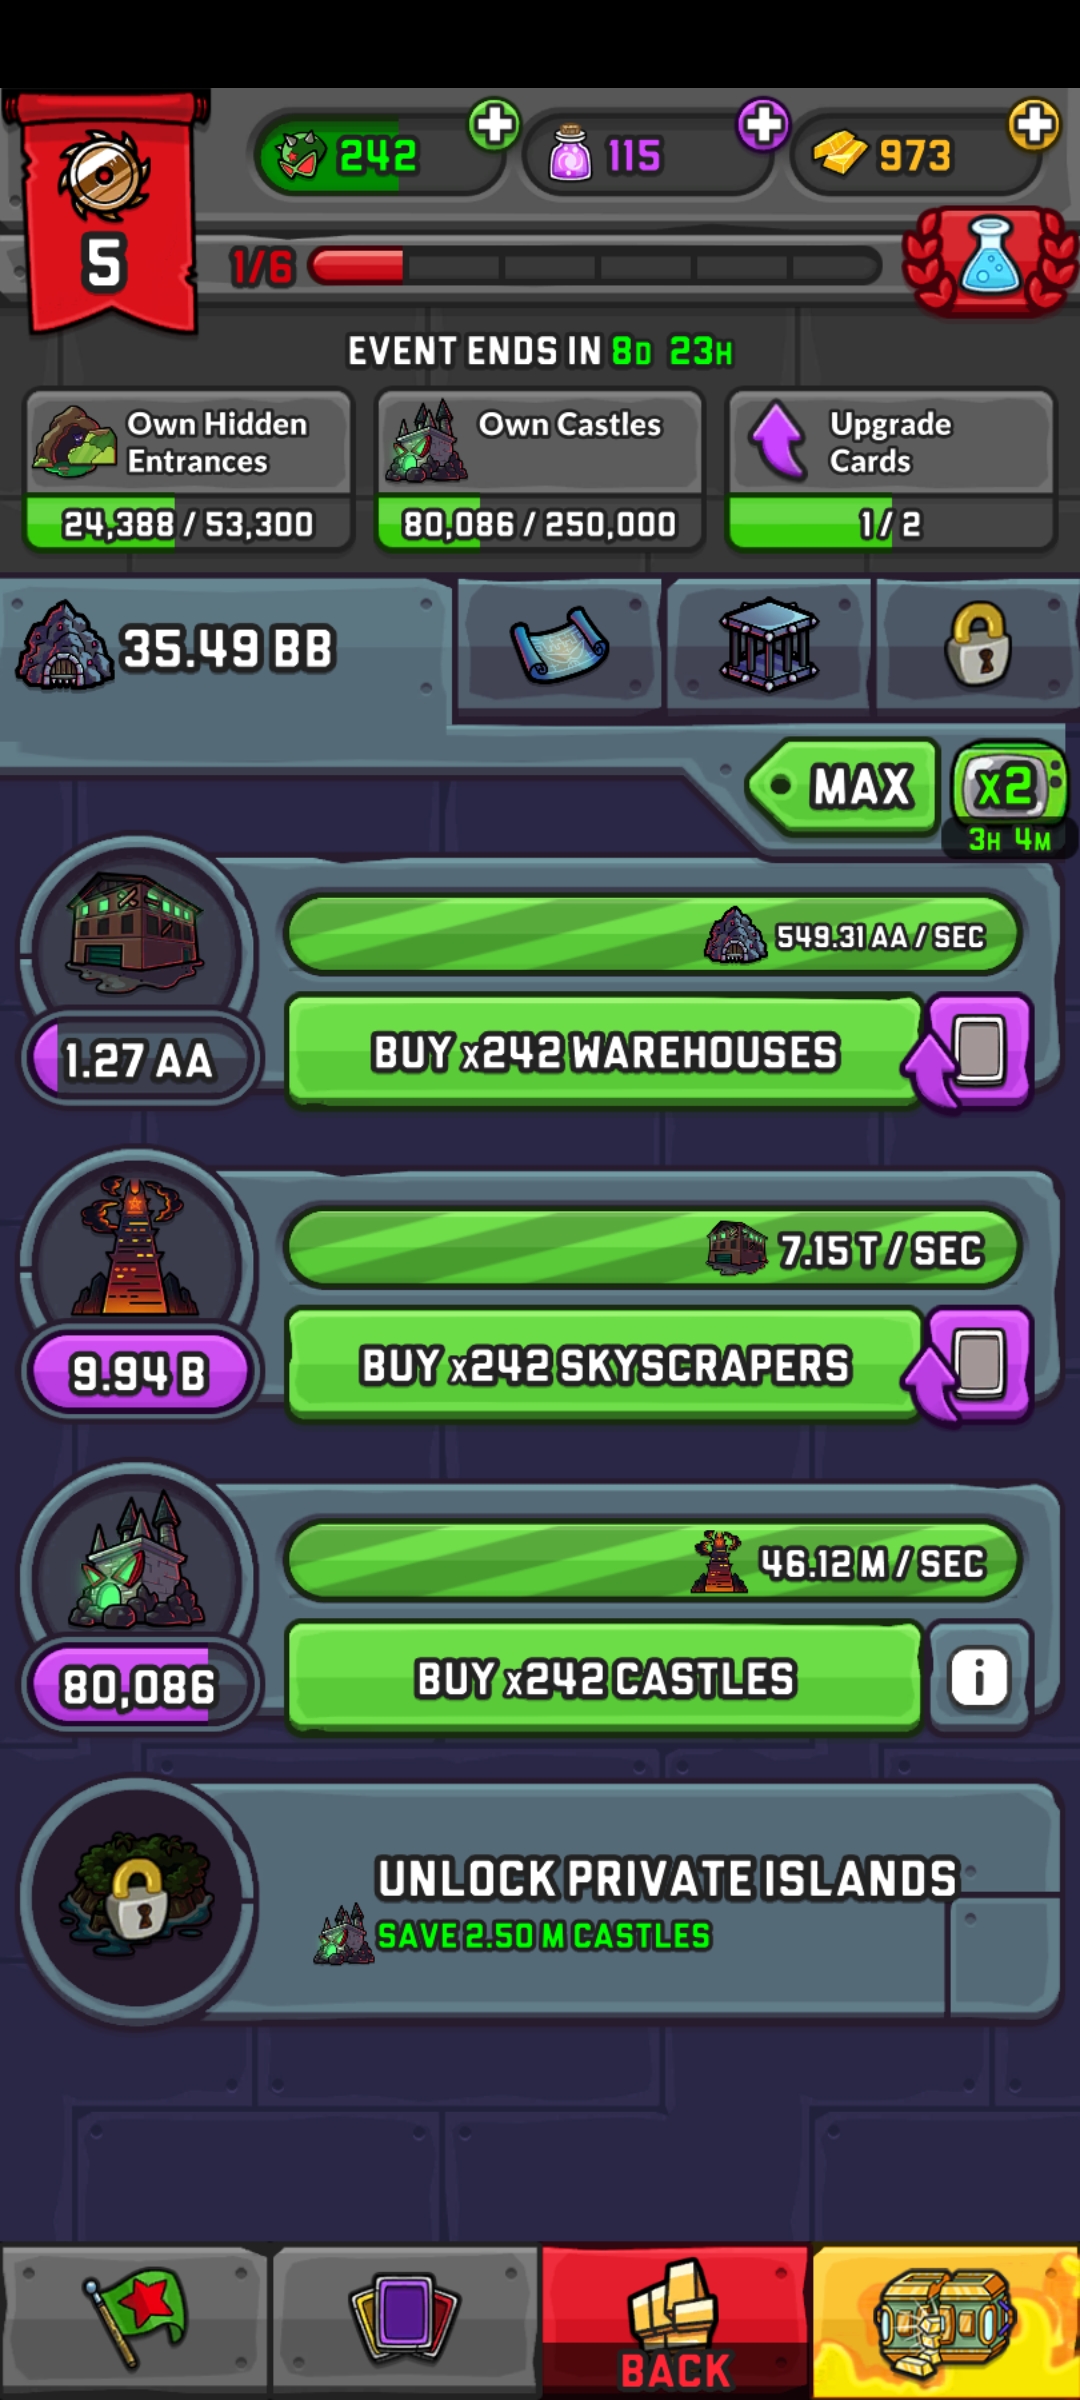 242
115
973
5
1/6
EVENT ENDS IN 8D 23H
Own Hidden
Entrances
24,388 / 53,300
Own Castles
80,086 / 250,000
Upgrade
Cards
1 / 2
35.49 BB
MAX
x2
3H 4M
549.31 AA / SEC
1.27 AA
BUY x242 WAREHOUSES
7.15 T / SEC
9.94 B
BUY x242 SKYSCRAPERS
46.12 M / SEC
80,086
BUY x242 CASTLES
i
UNLOCK PRIVATE ISLANDS
SAVE 2.50 M CASTLES
BACK